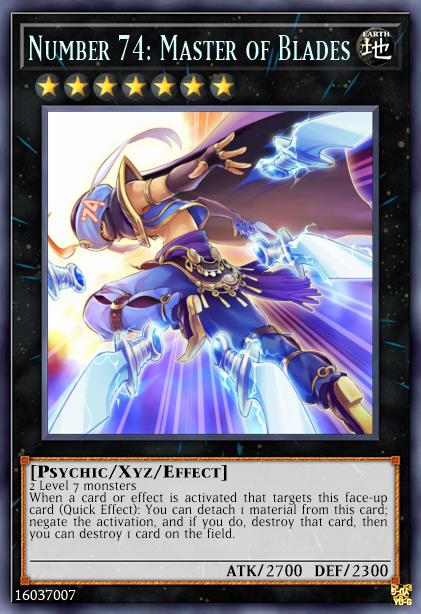 Number 74: Master of Blades
EARTH
地
74
[Psychic/Xyz/Effect]
2 Level 7 monsters
When a card or effect is activated that targets this face-up
card (Quick Effect): You can detach 1 material from this card;
negate the activation, and if you do, destroy that card, then
you can destroy 1 card on the field.
ATK/2700 DEF/2300
16037007